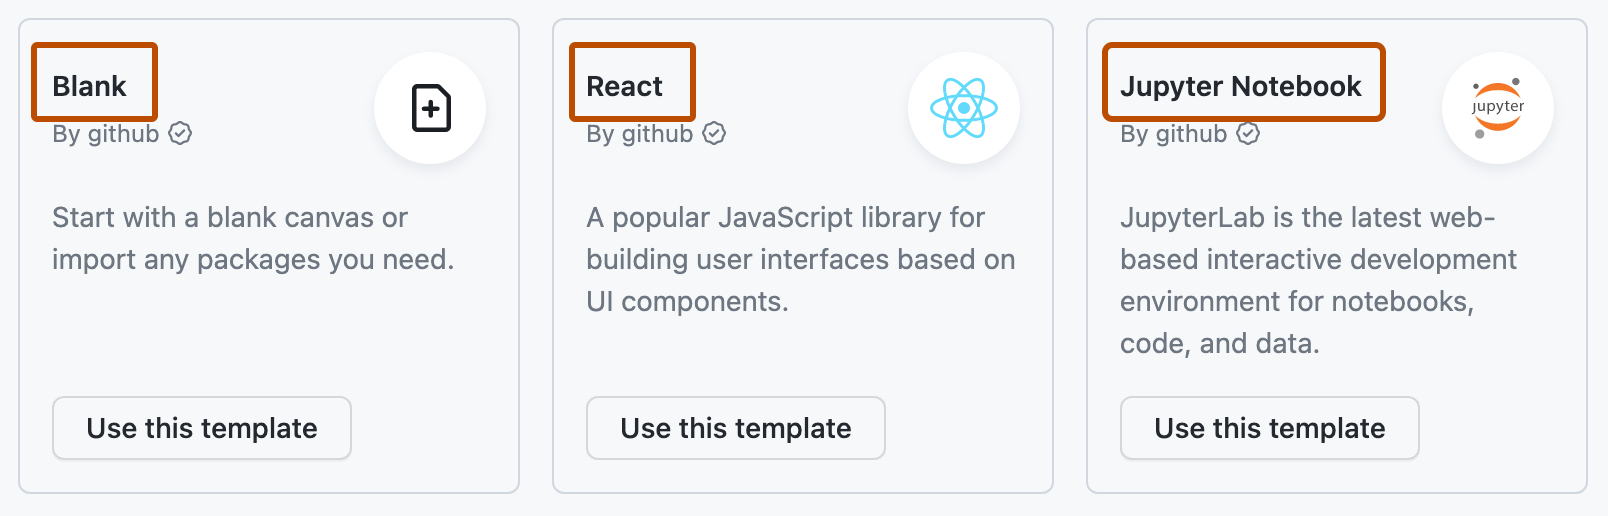 Blank
By github
Start with a blank canvas or
import any packages you need.
Use this template
React
By github
A popular JavaScript library for
building user interfaces based on
UI components.
Use this template
Jupyter Notebook
By github
jupyter
JupyterLab is the latest web-
based interactive development
environment for notebooks,
code, and data.
Use this template